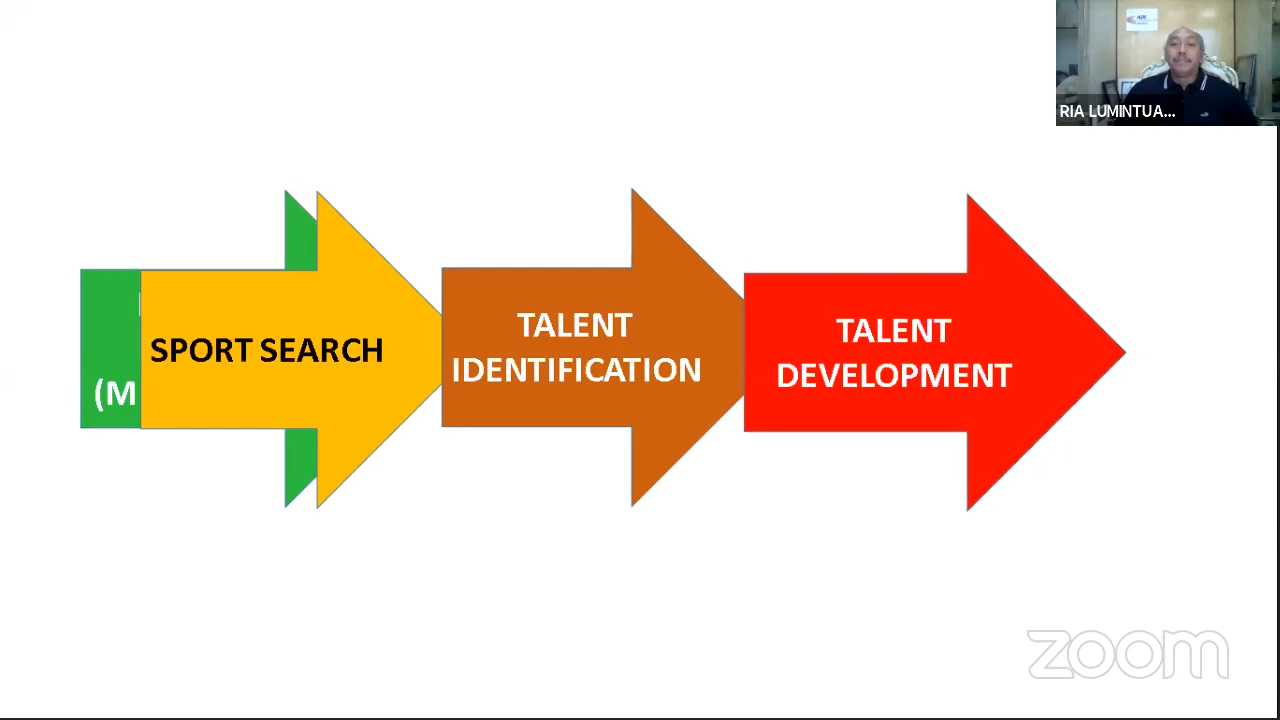 RIA LUMINTUA...
(M
SPORT SEARCH
TALENT
IDENTIFICATION
TALENT
DEVELOPMENT
zoom